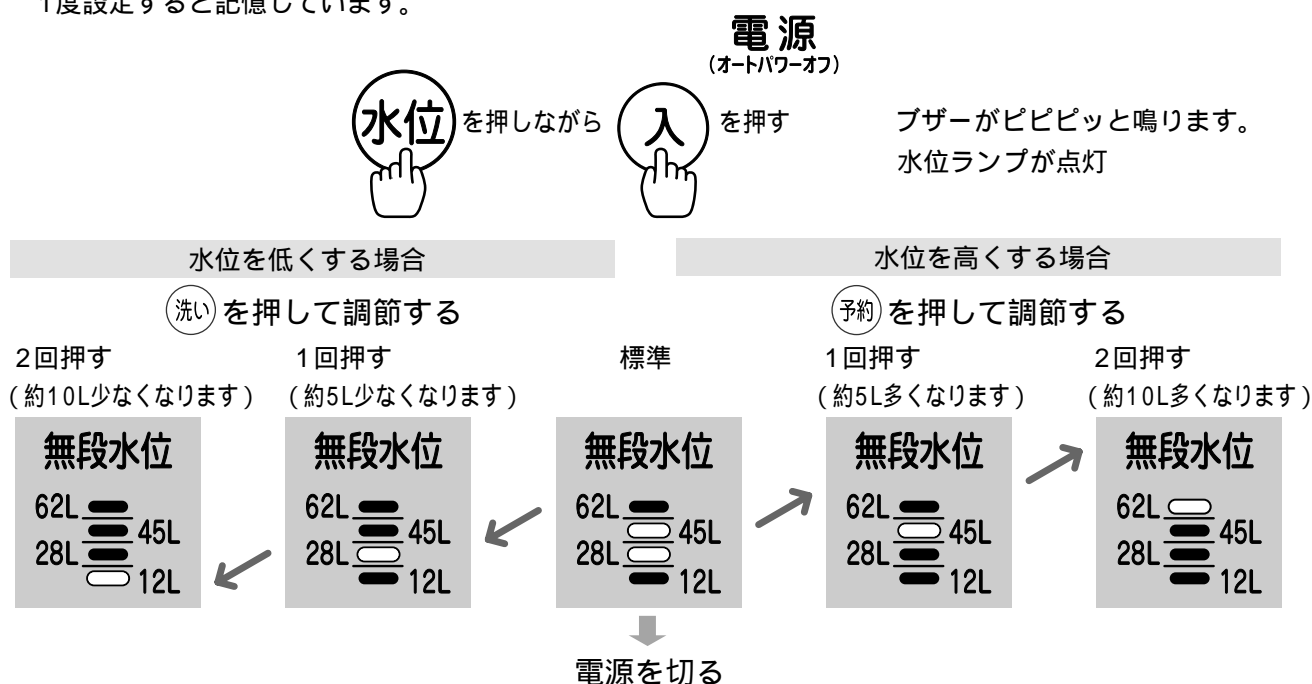 1度設定すると記憶しています。
電源
(オートパワーオフ)
水位 を押しながら 入 を押す
ブザーがピピピッと鳴ります。
水位ランプが点灯
水位を低くする場合
洗い を押して調節する
水位を高くする場合
予約 を押して調節する
2回押す
(約10L少なくなります)
無段水位
62L
45L
28L
12L
1回押す
(約5L少なくなります)
無段水位
62L
45L
28L
12L
標準
無段水位
62L
45L
28L
12L
1回押す
(約5L多くなります)
無段水位
62L
45L
28L
12L
2回押す
(約10L多くなります)
無段水位
62L
45L
28L
12L
電源を切る